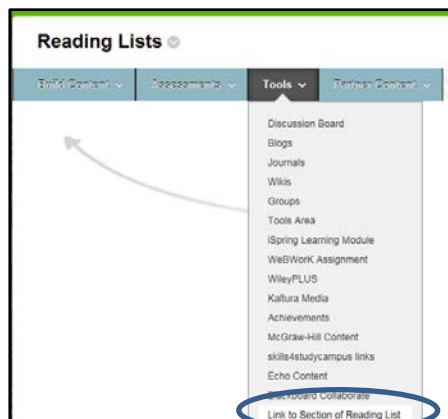 Reading Lists
Build Content Assessments Tools Partner Content
Discussion Board
Blogs
Journals
Wikis
Groups
Tools Area
iSpring Learning Module
WeBWorK Assignment
WileyPLUS
Kaltura Media
Achievements
McGraw-Hill Content
skills4studycampus links
Echo Content
Blackboard Collaborate
Link to Section of Reading List